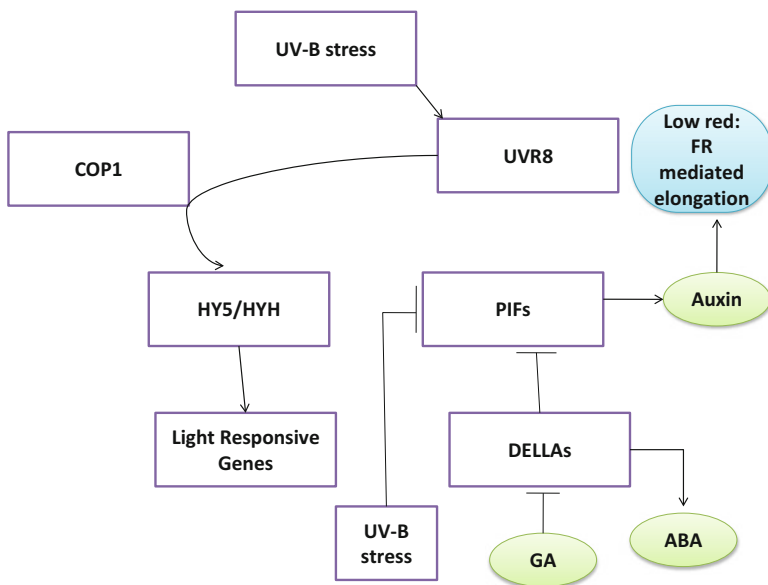 UV-B stress
COP1
UVR8
Low red:
FR
mediated
elongation
HY5/HYH
PIFs
Auxin
Light Responsive
Genes
DELLAs
UV-B
stress
GA
ABA